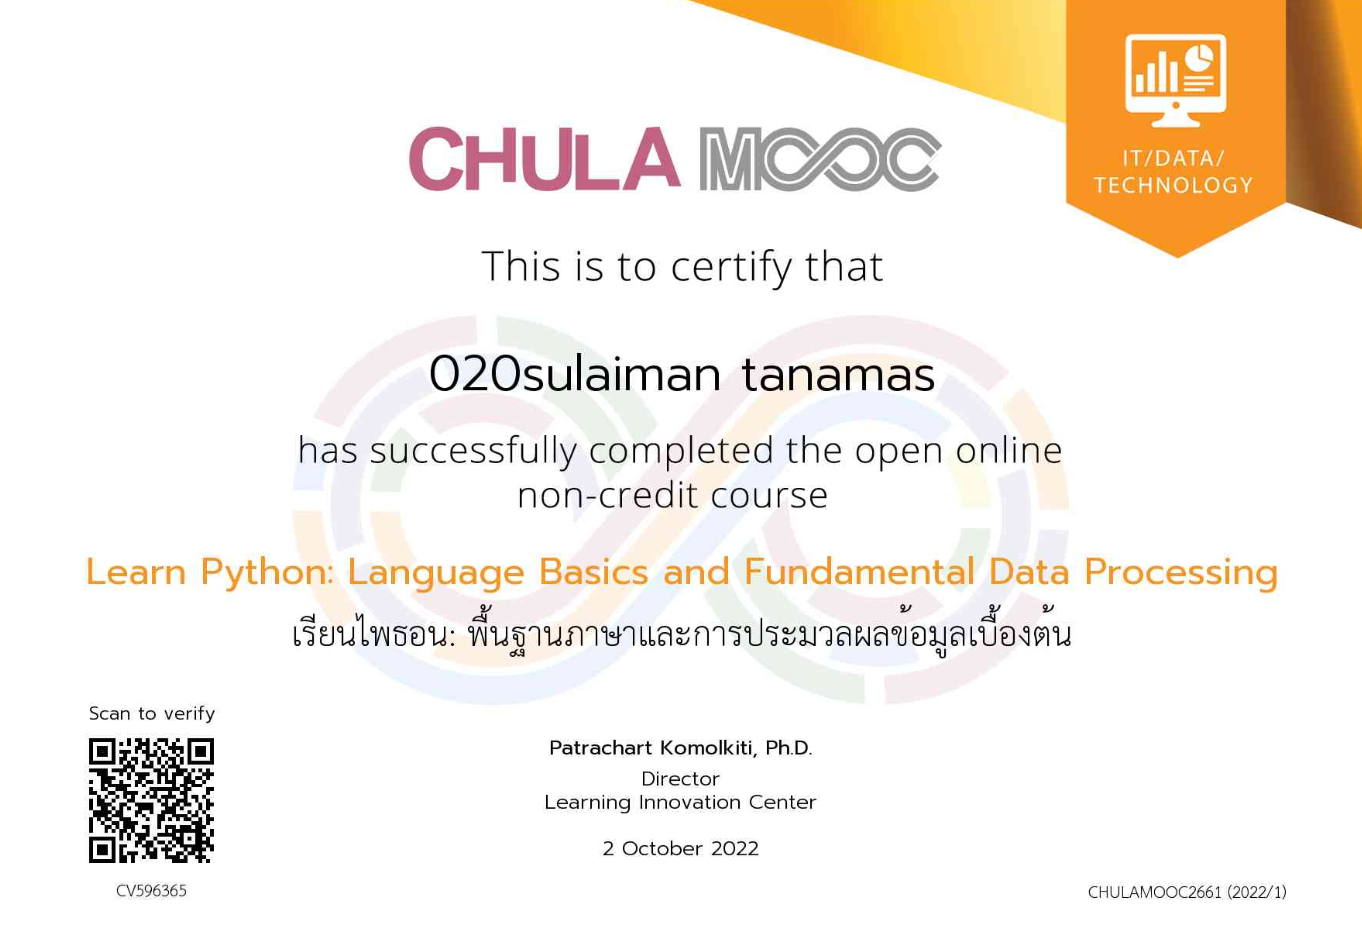 IT/DATA/
TECHNOLOGY
CHULA MOOC
This is to certify that
020sulaiman tanamas
has successfully completed the open online
non-credit course
Learn Python: Language Basics and Fundamental Data Processing
เรียนไพธอน: พื้นฐานภาษาและการประมวลผลข้อมูลเบื้องต้น
Scan to verify
CV596365
Patrachart Komolkiti, Ph.D.
Director
Learning Innovation Center
2 October 2022
CHULAMOOC2661 (2022/1)